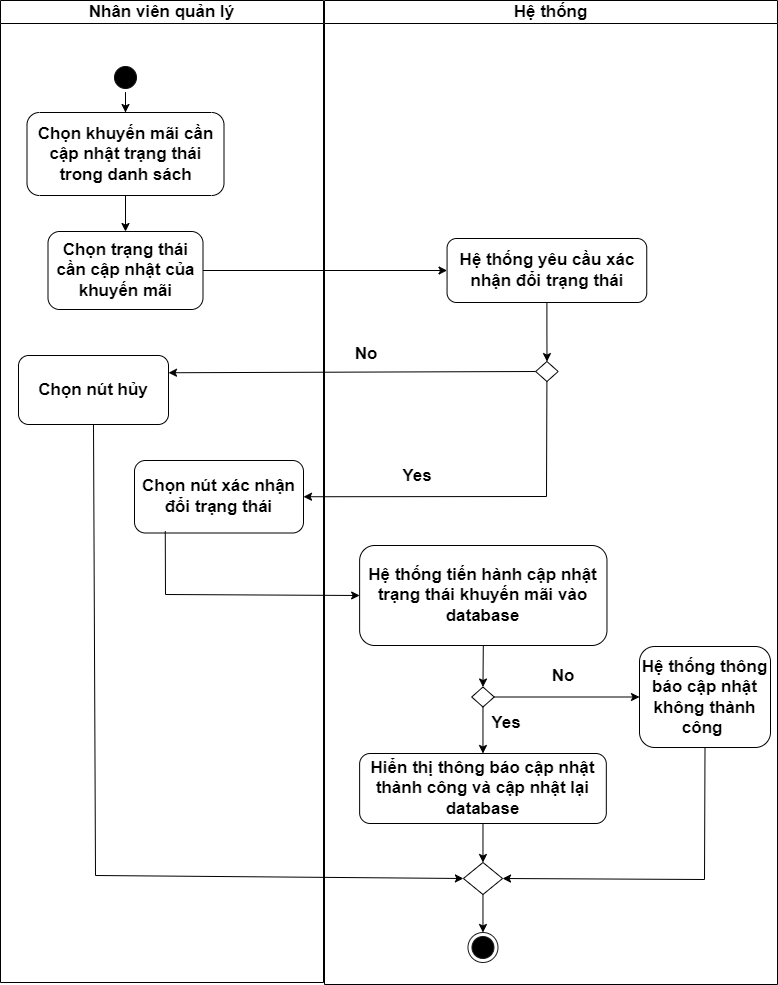 Nhân viên quản lý
Hệ thống
Chọn khuyến mãi cần
cập nhật trạng thái
trong danh sách
Chọn trạng thái
cần cập nhật của
khuyến mãi
Hệ thống yêu cầu xác
nhận đổi trạng thái
No
Chọn nút hủy
Yes
Chọn nút xác nhận
đổi trạng thái
Hệ thống tiến hành cập nhật
trạng thái khuyến mãi vào
database
No
Hệ thống thông
báo cập nhật
không thành
công
Yes
Hiển thị thông báo cập nhật
thành công và cập nhật lại
database